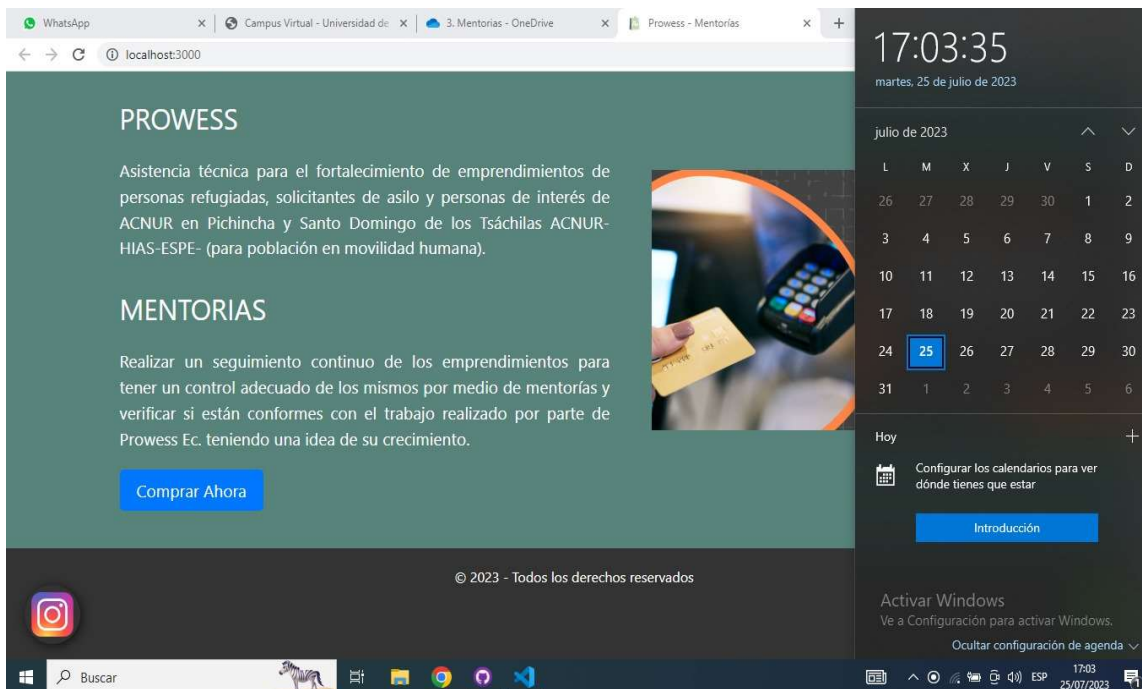 WhatsApp
Campus Virtual - Universidad de
3. Mentorias - OneDrive
Prowess - Mentorías
localhost:3000
PROWESS
Asistencia técnica para el fortalecimiento de emprendimientos de
personas refugiadas, solicitantes de asilo y personas de interés de
ACNUR en Pichincha y Santo Domingo de los Tsáchilas ACNUR-
HIAS-ESPE- (para población en movilidad humana).
MENTORIAS
Realizar un seguimiento continuo de los emprendimientos para
tener un control adecuado de los mismos por medio de mentorías y
verificar si están conformes con el trabajo realizado por parte de
Prowess Ec. teniendo una idea de su crecimiento.
Comprar Ahora
© 2023 - Todos los derechos reservados
17:03:35
martes, 25 de julio de 2023
julio de 2023
L M X J V S D
26 27 28 29 30 1 2
3 4 5 6 7 8 9
10 11 12 13 14 15 16
17 18 19 20 21 22 23
24 25 26 27 28 29 30
31 1 2 3 4 5 6
Hoy
Configurar los calendarios para ver
dónde tienes que estar
Introducción
Activar Windows
Ve a Configuración para activar Windows.
Ocultar configuración de agenda
Buscar
ESP
17:03
25/07/2023
1